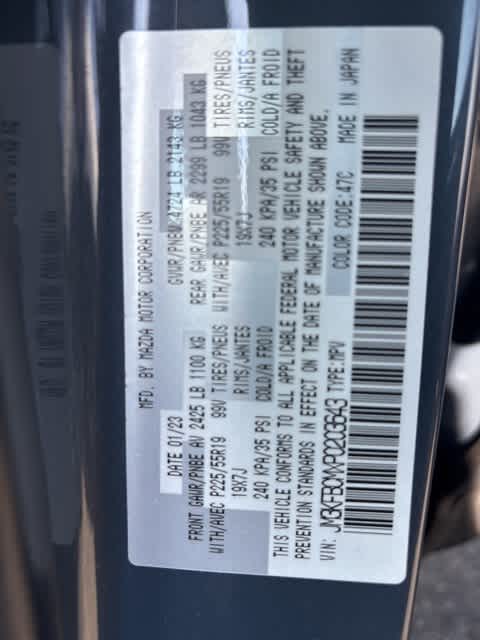 MFD. BY MAZDA MOTOR CORPORATION
DATE 01/23 GVWR/PNBV 4724 LB 2143 KG
FRONT GAWR/PNBE AV 2425 LB 1100 KG REAR GAWR/PNBE AR 2299 LB 1043 KG
WITH/AVEC P225/55R19 99V TIRES/PNEUS WITH/AVEC P225/55R19 99V TIRES/PNEUS
19X7J RIMS/JANTES 19X7J RIMS/JANTES
240 KPA/35 PSI COLD/A FROID 240 KPA/35 PSI COLD/A FROID
THIS VEHICLE CONFORMS TO ALL APPLICABLE FEDERAL MOTOR VEHICLE SAFETY AND THEFT
PREVENTION STANDARDS IN EFFECT ON THE DATE OF MANUFACTURE SHOWN ABOVE.
VIN: TYPE:MPV COLOR CODE:47C MADE IN JAPAN